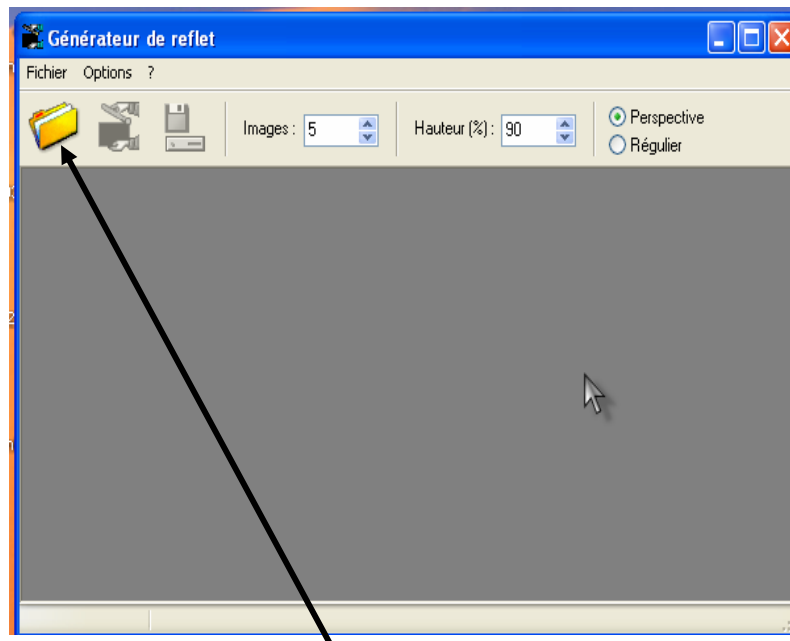 Générateur de reflet
Fichier Options ?
Images : 5 Hauteur (%) : 90 Perspective
Régulier